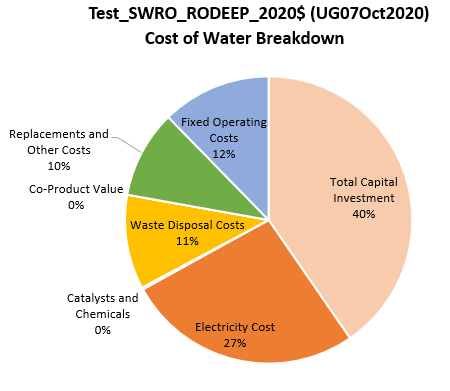 Test_SWRO_RODEEP_2020$ (UG07Oct2020)
Cost of Water Breakdown
Fixed Operating
Costs
12%
Replacements and
Other Costs
10%
Co-Product Value
0%
Waste Disposal Costs
11%
Catalysts and
Chemicals
0%
Electricity Cost
27%
Total Capital
Investment
40%